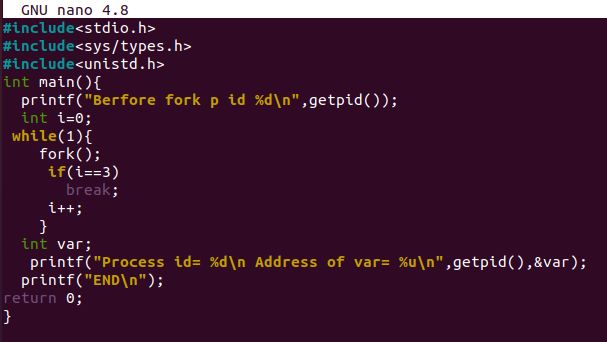 GNU nano 4.8
#include<stdio.h>
#include<sys/types.h>
#include<unistd.h>
int main(){
  printf("Berfore fork p id %d\n",getpid());
  int i=0;
 while(1){
    fork();
     if(i==3)
       break;
     i++;
    }
  int var;
   printf("Process id= %d\n Address of var= %u\n",getpid(),&var);
  printf("END\n");
return 0;
}